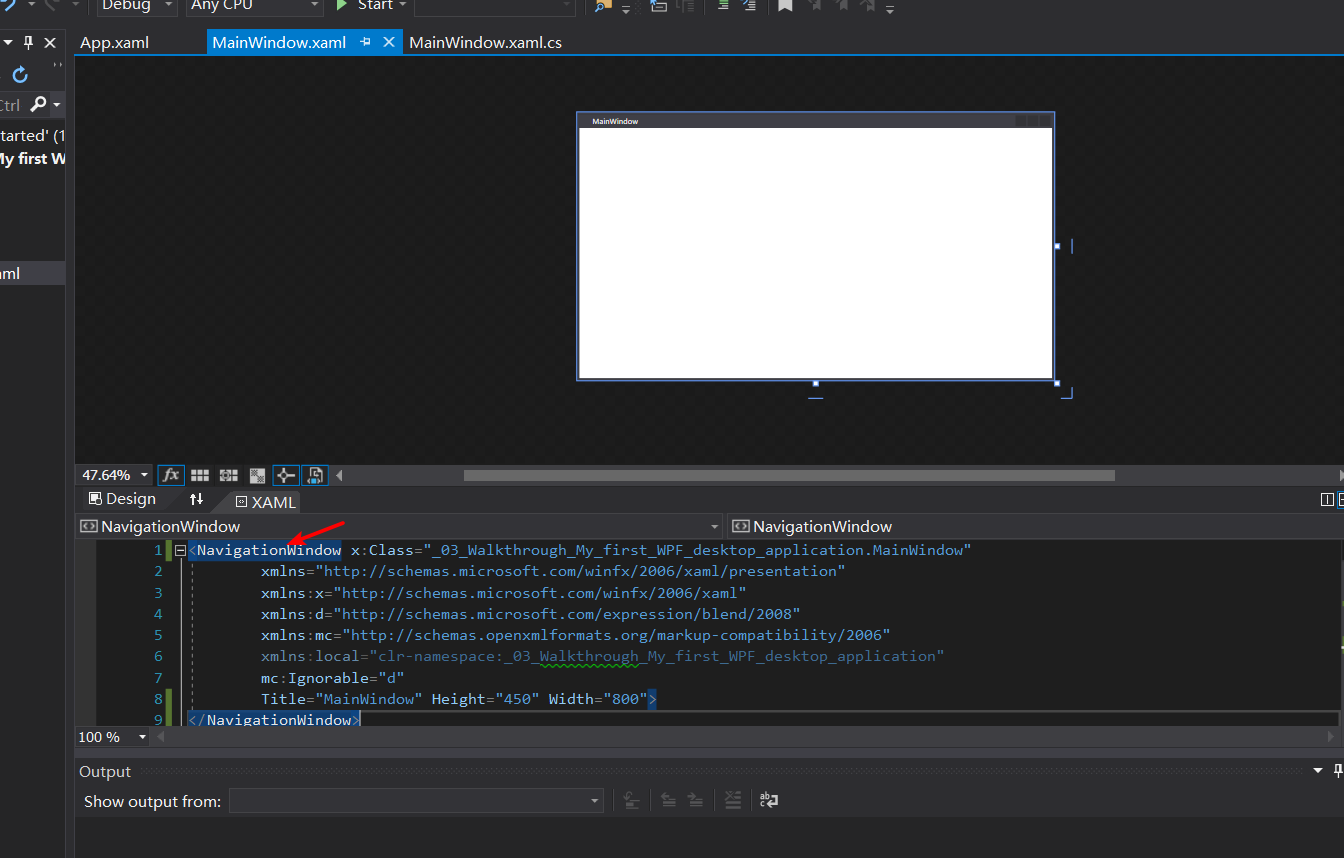 Debug Any CPU Start
App.xaml MainWindow.xaml MainWindow.xaml.cs
Ctrl
tarted' (1
My first W
aml
MainWindow
47.64%
Design XAML
NavigationWindow NavigationWindow
1 <NavigationWindow x:Class="_03_Walkthrough_My_first_WPF_desktop_application.MainWindow"
2 xmlns="http://schemas.microsoft.com/winfx/2006/xaml/presentation"
3 xmlns:x="http://schemas.microsoft.com/winfx/2006/xaml"
4 xmlns:d="http://schemas.microsoft.com/expression/blend/2008"
5 xmlns:mc="http://schemas.openxmlformats.org/markup-compatibility/2006"
6 xmlns:local="clr-namespace:_03_Walkthrough_My_first_WPF_desktop_application"
7 mc:Ignorable="d"
8 Title="MainWindow" Height="450" Width="800">
9 </NavigationWindow>
100 %
Output
Show output from: